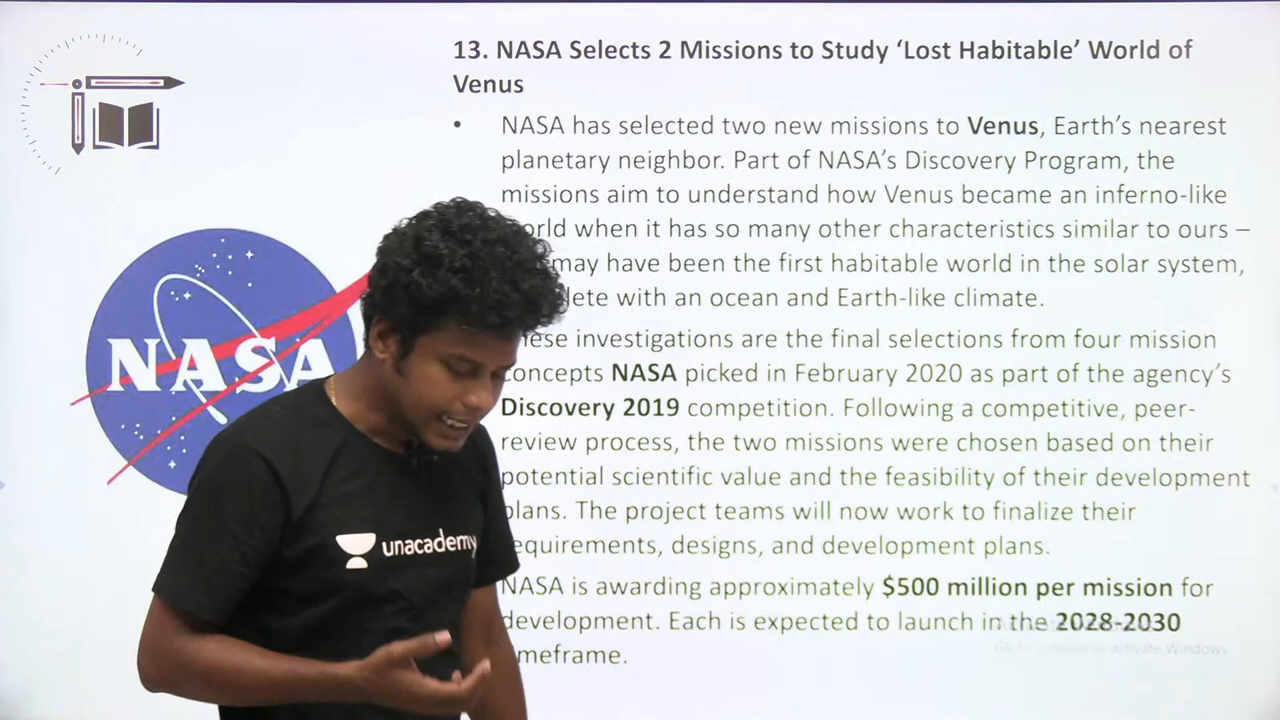 13. NASA Selects 2 Missions to Study ‘Lost Habitable’ World of
Venus
• NASA has selected two new missions to Venus, Earth’s nearest
planetary neighbor. Part of NASA’s Discovery Program, the
missions aim to understand how Venus became an inferno-like
orld when it has so many other characteristics similar to ours –
may have been the first habitable world in the solar system,
lete with an ocean and Earth-like climate.
hese investigations are the final selections from four mission
concepts NASA picked in February 2020 as part of the agency’s
Discovery 2019 competition. Following a competitive, peer-
review process, the two missions were chosen based on their
potential scientific value and the feasibility of their development
plans. The project teams will now work to finalize their
equirements, designs, and development plans.
NASA is awarding approximately $500 million per mission for
development. Each is expected to launch in the 2028-2030
meframe.
NASA
unacademy